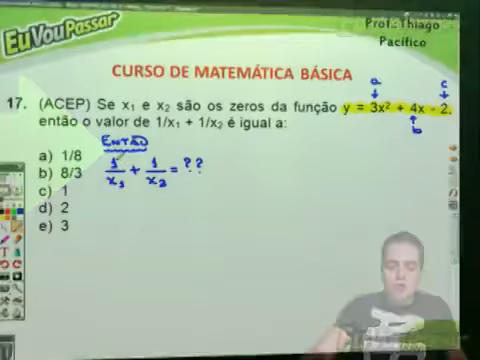 EuVouPassar
Prof. Thiago
Pacífico
CURSO DE MATEMÁTICA BÁSICA
a c
17. (ACEP) Se x₁ e x₂ são os zeros da função y = 3x² + 4x - 2,
b
então o valor de 1/x₁ + 1/x₂ é igual a:
ENTÃO
a) 1/8
1/x₁ + 1/x₂ = ??
b) 8/3
c) 1
d) 2
e) 3